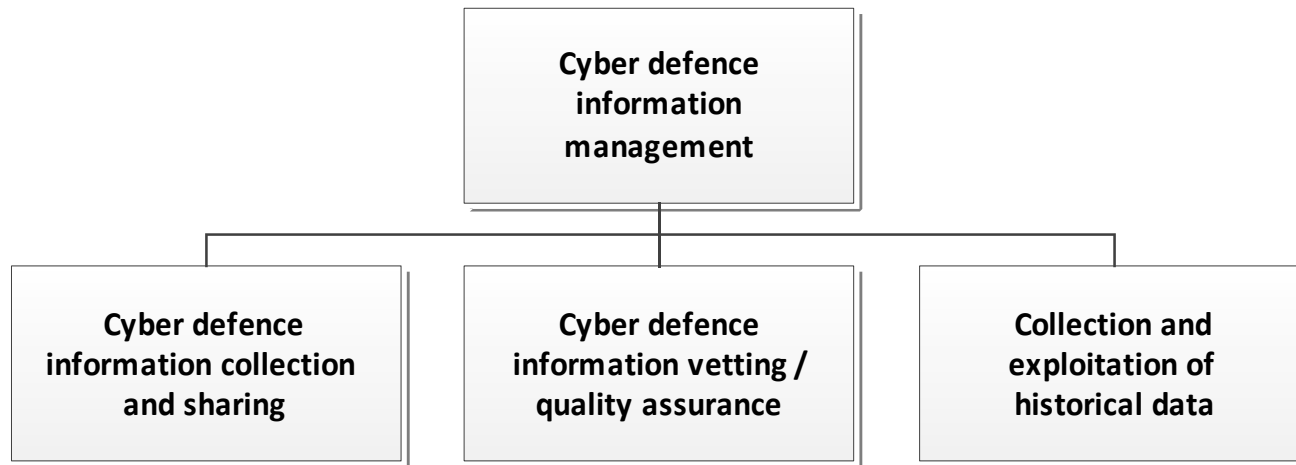 Cyber defence
information
management
Cyber defence
information collection
and sharing
Cyber defence
information vetting /
quality assurance
Collection and
exploitation of
historical data